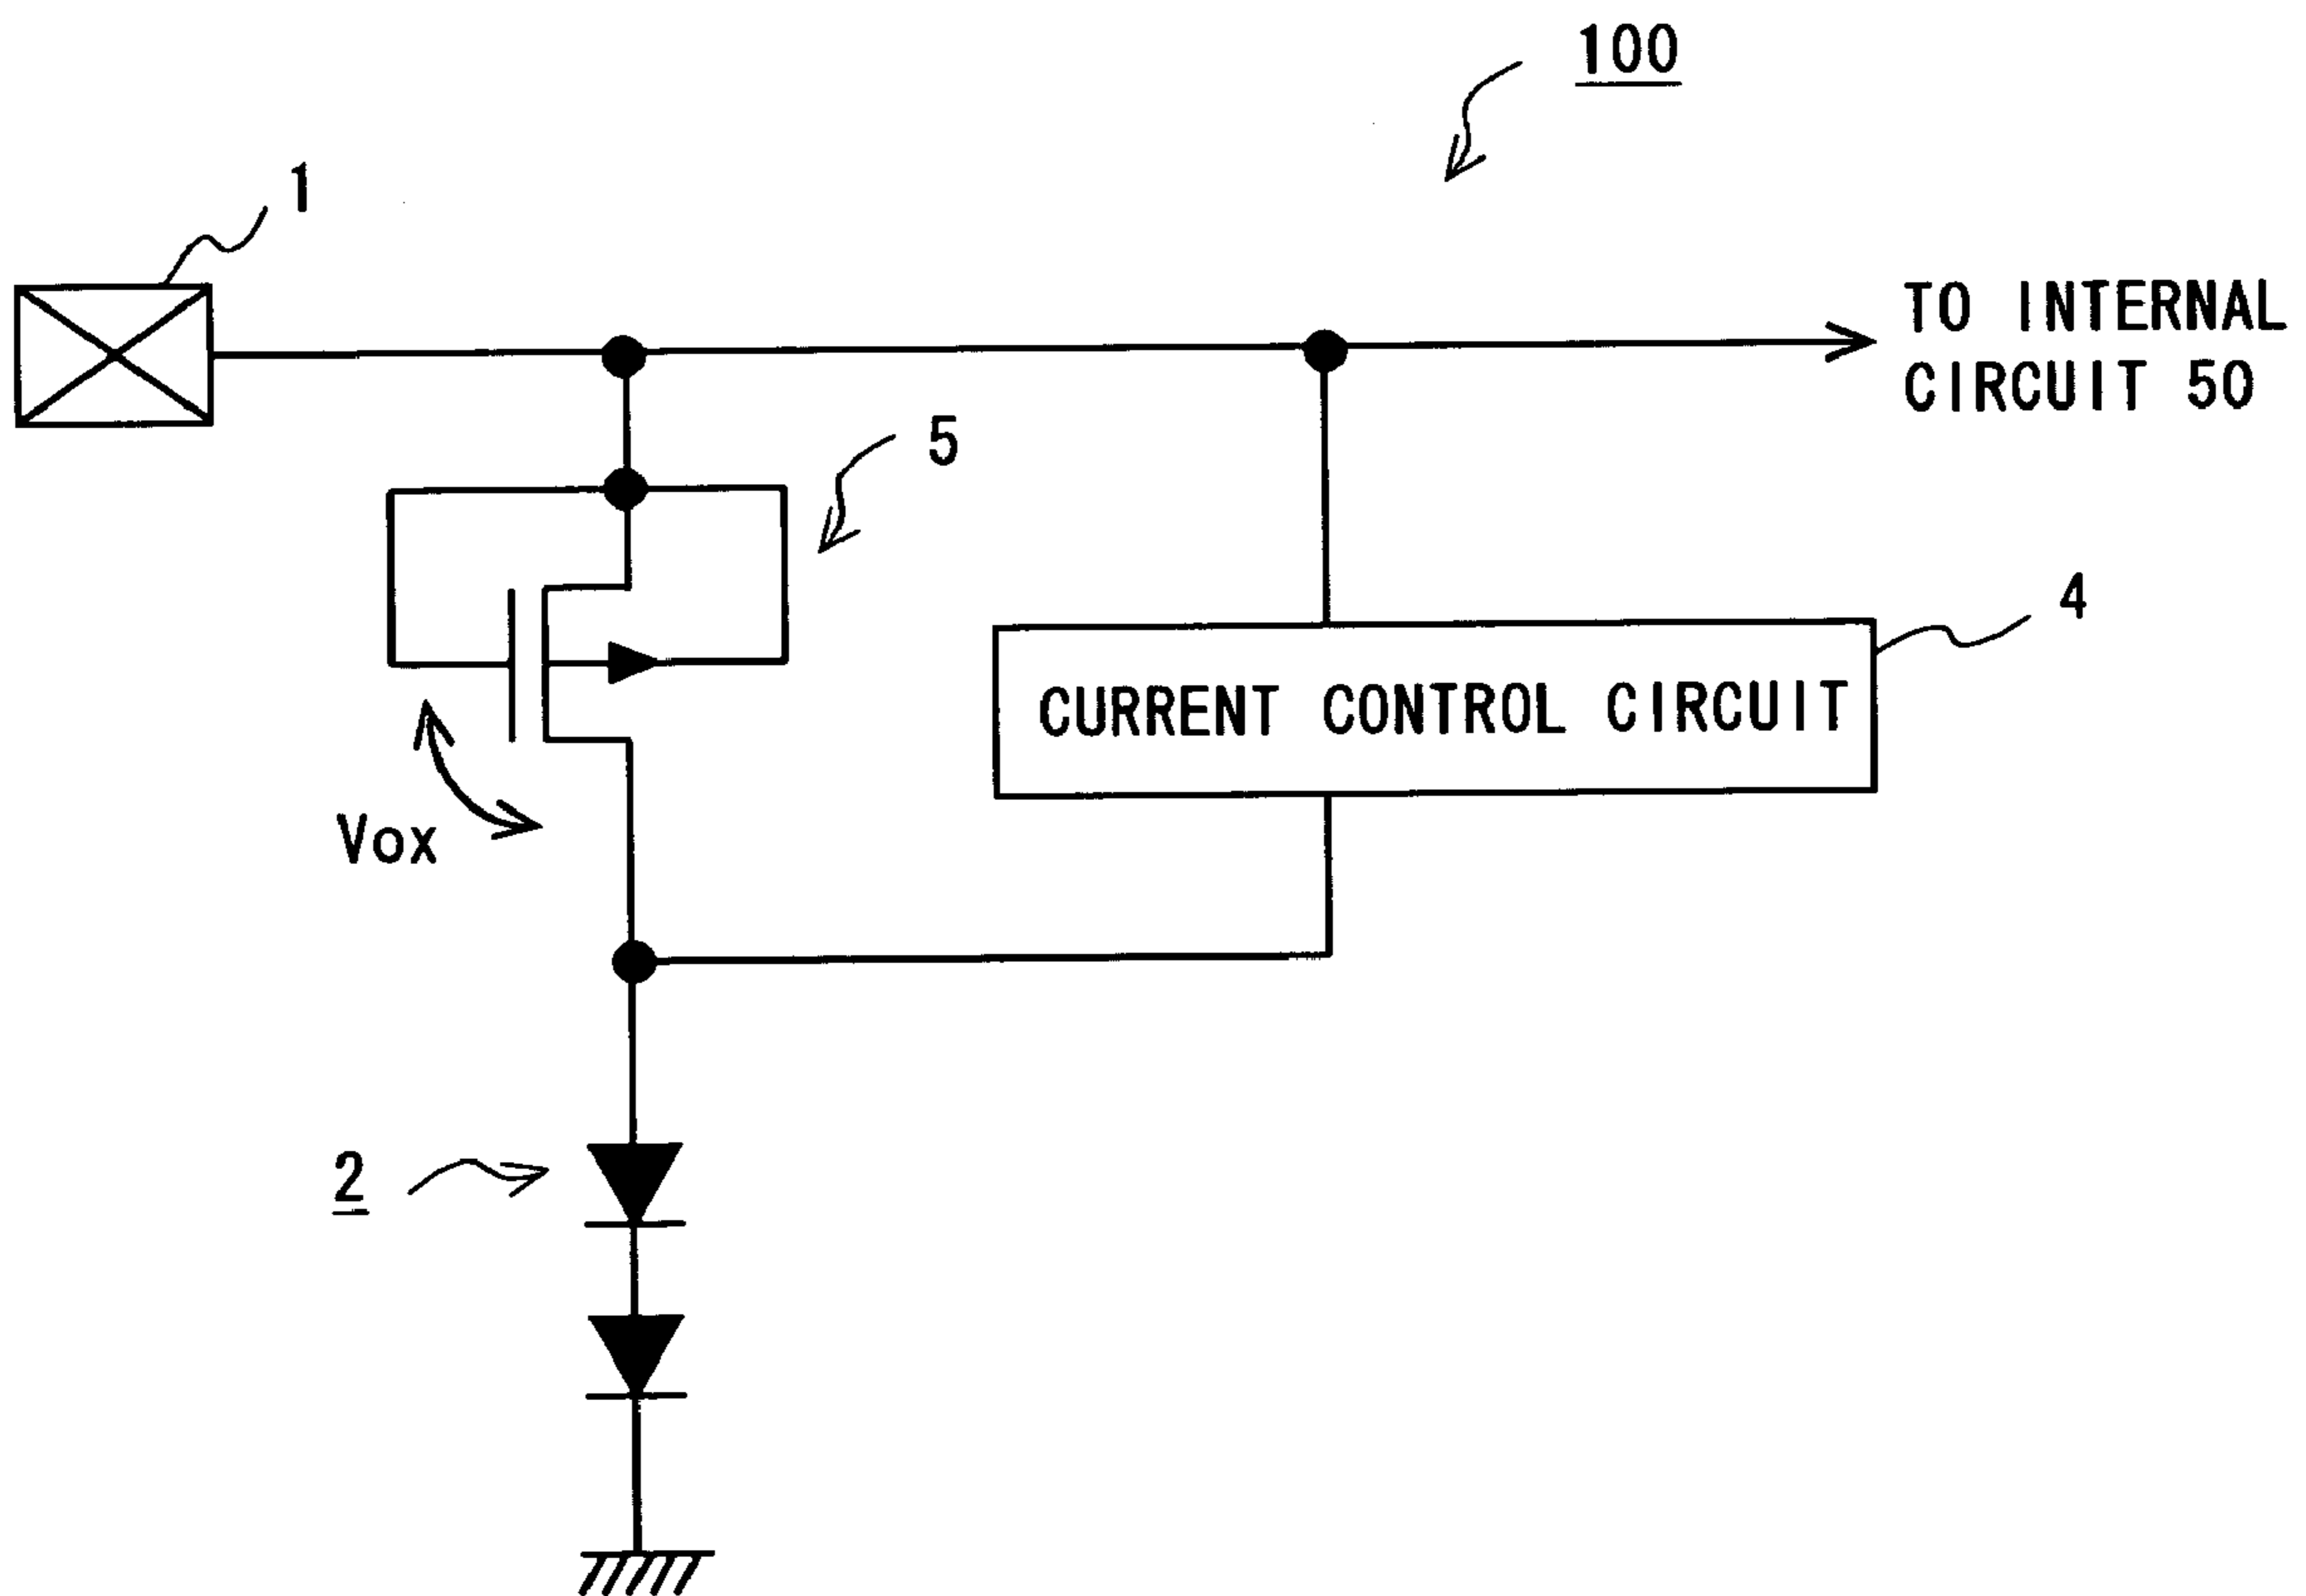 100
1
TO INTERNAL
CIRCUIT 50
5
4
CURRENT CONTROL CIRCUIT
Vox
2